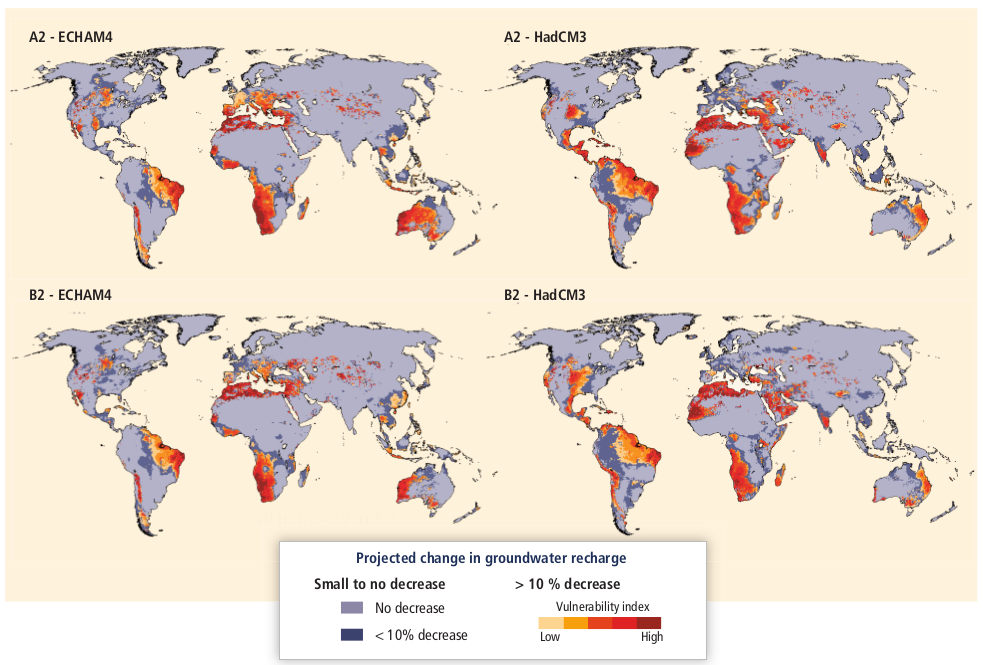 A2 - ECHAM4
A2 - HadCM3
B2 - ECHAM4
B2 - HadCM3
Projected change in groundwater recharge
Small to no decrease
> 10 % decrease
No decrease
Vulnerability index
< 10% decrease
Low
High